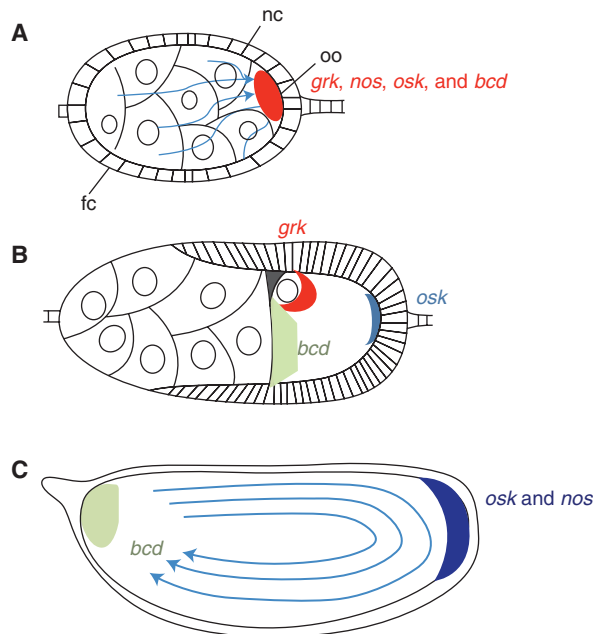 A
nc
oo
grk, nos, osk, and bcd
fc
B
grk
osk
bcd
C
osk and nos
bcd